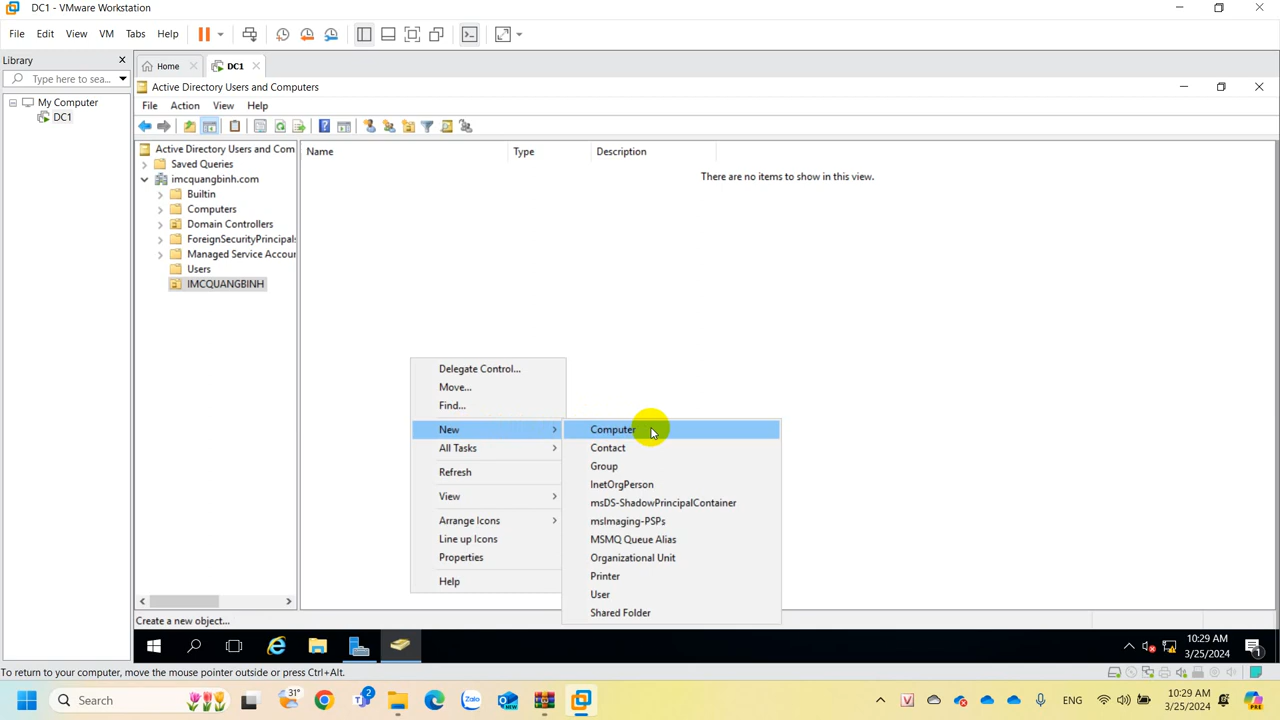 DC1 - VMware Workstation
File Edit View VM Tabs Help
Library
Home DC1
Type here to sea...
Active Directory Users and Computers
My Computer
DC1
File Action View Help
Active Directory Users and Com
Saved Queries
imcquangbinh.com
Builtin
Computers
Domain Controllers
ForeignSecurityPrincipals
Managed Service Accour
Users
IMCQUANGBINH
Name Type Description
There are no items to show in this view.
Delegate Control...
Move...
Find...
New
All Tasks
Refresh
View
Arrange Icons
Line up Icons
Properties
Help
Computer
Contact
Group
InetOrgPerson
msDS-ShadowPrincipalContainer
msImaging-PSPs
MSMQ Queue Alias
Organizational Unit
Printer
User
Shared Folder
Create a new object...
10:29 AM
3/25/2024
1
To return to your computer, move the mouse pointer outside or press Ctrl+Alt.
Search
31°
2
Zalo
NEW
V
ENG
10:29 AM
3/25/2024
PRE